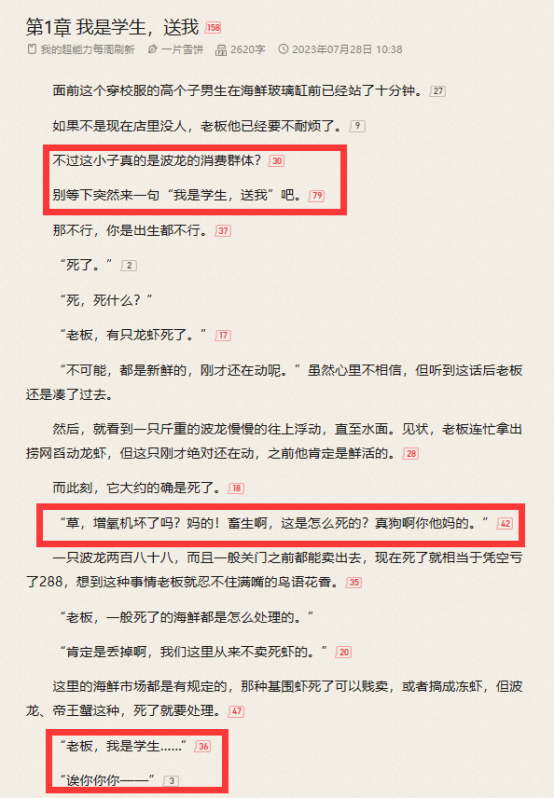 第1章 我是学生，送我 158
我的超能力每周刷新 一片雪饼 2620字 2023年07月28日 10:38
面前这个穿校服的高个子男生在海鲜玻璃缸前已经站了十分钟。 27
如果不是现在店里没人，老板他已经要不耐烦了。 9
不过这小子真的是波龙的消费群体？ 30
别等下突然来一句“我是学生，送我”吧。 79
那不行，你是出生都不行。 37
“死了。” 2
“死，死什么？”
“老板，有只龙虾死了。” 17
“不可能，都是新鲜的，刚才还在动呢。”虽然心里不相信，但听到这话后老板
还是凑了过去。
然后，就看到一只斤重的波龙慢慢的往上浮动，直至水面。见状，老板连忙拿出
捞网舀动龙虾，但这只刚才绝对还在动，之前他肯定是鲜活的。 28
而此刻，它大约的确是死了。 18
“草，增氧机坏了吗？妈的！畜生啊，这是怎么死的？真狗啊你他妈的。” 42
一只波龙两百八十八，而且一般关门之前都能卖出去，现在死了就相当于凭空亏
了288，想到这种事情老板就忍不住满嘴的鸟语花香。 35
“老板，一般死了的海鲜都是怎么处理的。”
“肯定是丢掉啊，我们这里从来不卖死虾的。” 20
这里的海鲜市场都是有规定的，那种基围虾死了可以贱卖，或者搞成冻虾，但波
龙、帝王蟹这种，死了就要处理。 47
“老板，我是学生……” 36
“诶你你你——” 3